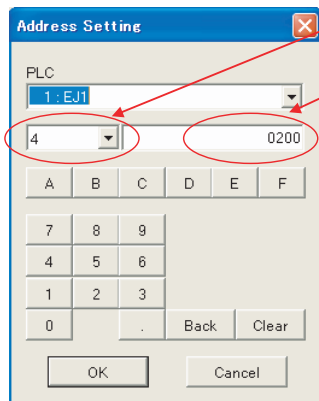 Address Setting
PLC
1 : EJ1
4 0200
A B C D E F
7 8 9
4 5 6
1 2 3
0 . Back Clear
OK Cancel